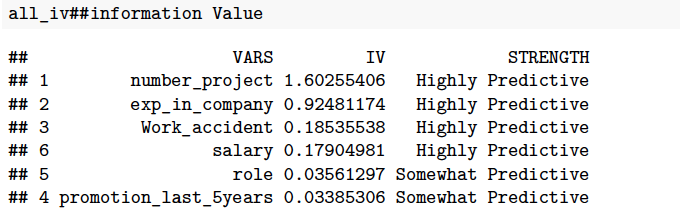 all_iv##information Value
## VARS IV STRENGTH
## 1 number_project 1.60255406 Highly Predictive
## 2 exp_in_company 0.92481174 Highly Predictive
## 3 Work_accident 0.18535538 Highly Predictive
## 6 salary 0.17904981 Highly Predictive
## 5 role 0.03561297 Somewhat Predictive
## 4 promotion_last_5years 0.03385306 Somewhat Predictive